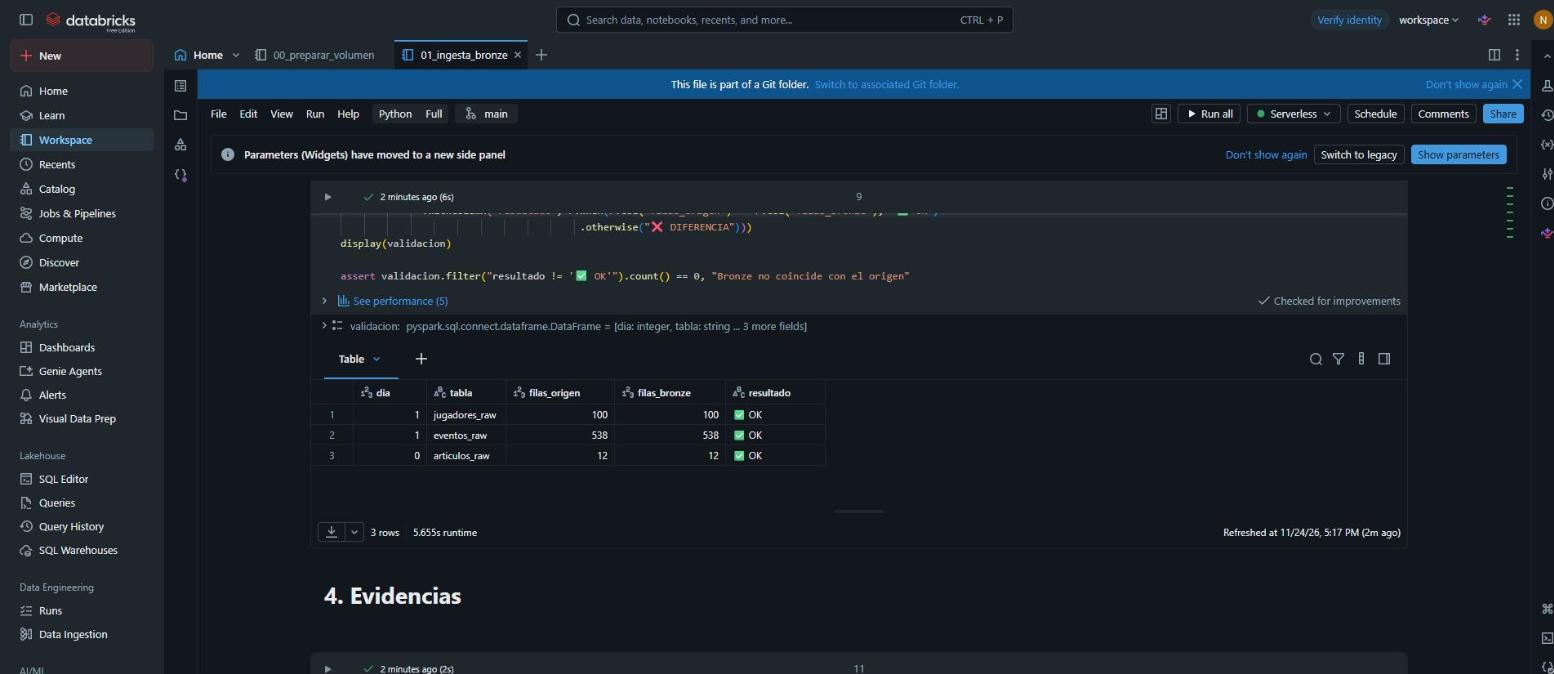 databricks
Free Edition
Search data, notebooks, recents, and more...
CTRL + P
Verify identity
workspace
N
New
Home
Learn
Workspace
Recents
Catalog
Jobs & Pipelines
Compute
Discover
Marketplace
Analytics
Dashboards
Genie Agents
Alerts
Visual Data Prep
Lakehouse
SQL Editor
Queries
Query History
SQL Warehouses
Data Engineering
Runs
Data Ingestion
AI/ML
Home
00_preparar_volumen
01_ingesta_bronze
This file is part of a Git folder. Switch to associated Git folder.
Don't show again
File Edit View Run Help Python Full main
Run all
Serverless
Schedule
Comments
Share
Parameters (Widgets) have moved to a new side panel
Don't show again
Switch to legacy
Show parameters
2 minutes ago (6s)
9
.otherwise("❌ DIFERENCIA")))
display(validacion)
assert validacion.filter("resultado != '✅ OK'").count() == 0, "Bronze no coincide con el origen"
See performance (5)
Checked for improvements
validacion: pyspark.sql.connect.dataframe.DataFrame = [dia: integer, tabla: string ... 3 more fields]
Table
dia tabla filas_origen filas_bronze resultado
1 1 jugadores_raw 100 100 ✅ OK
2 1 eventos_raw 538 538 ✅ OK
3 0 articulos_raw 12 12 ✅ OK
3 rows 5.655s runtime
Refreshed at 11/24/26, 5:17 PM (2m ago)
4. Evidencias
2 minutes ago (2s)
11